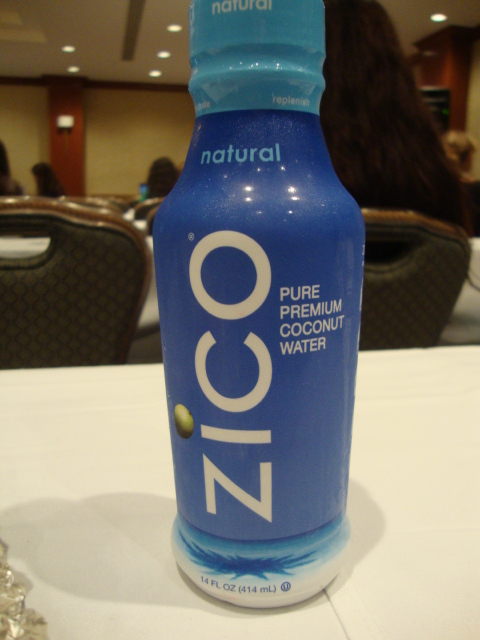 natural
replenish
natural
ZICO®
PURE
PREMIUM
COCONUT
WATER
14 FL OZ (414 mL) Ⓤ